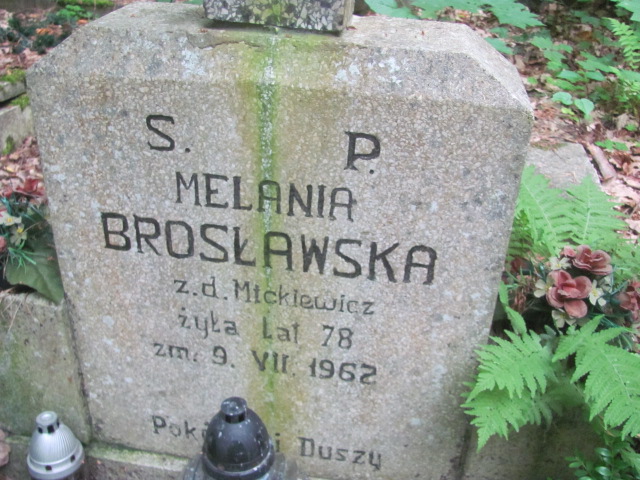 S. P.
MELANIA
BROSŁAWSKA
z.d. Mickiewicz
żyła lat 78
zm. 9. VII. 1962
Duszy